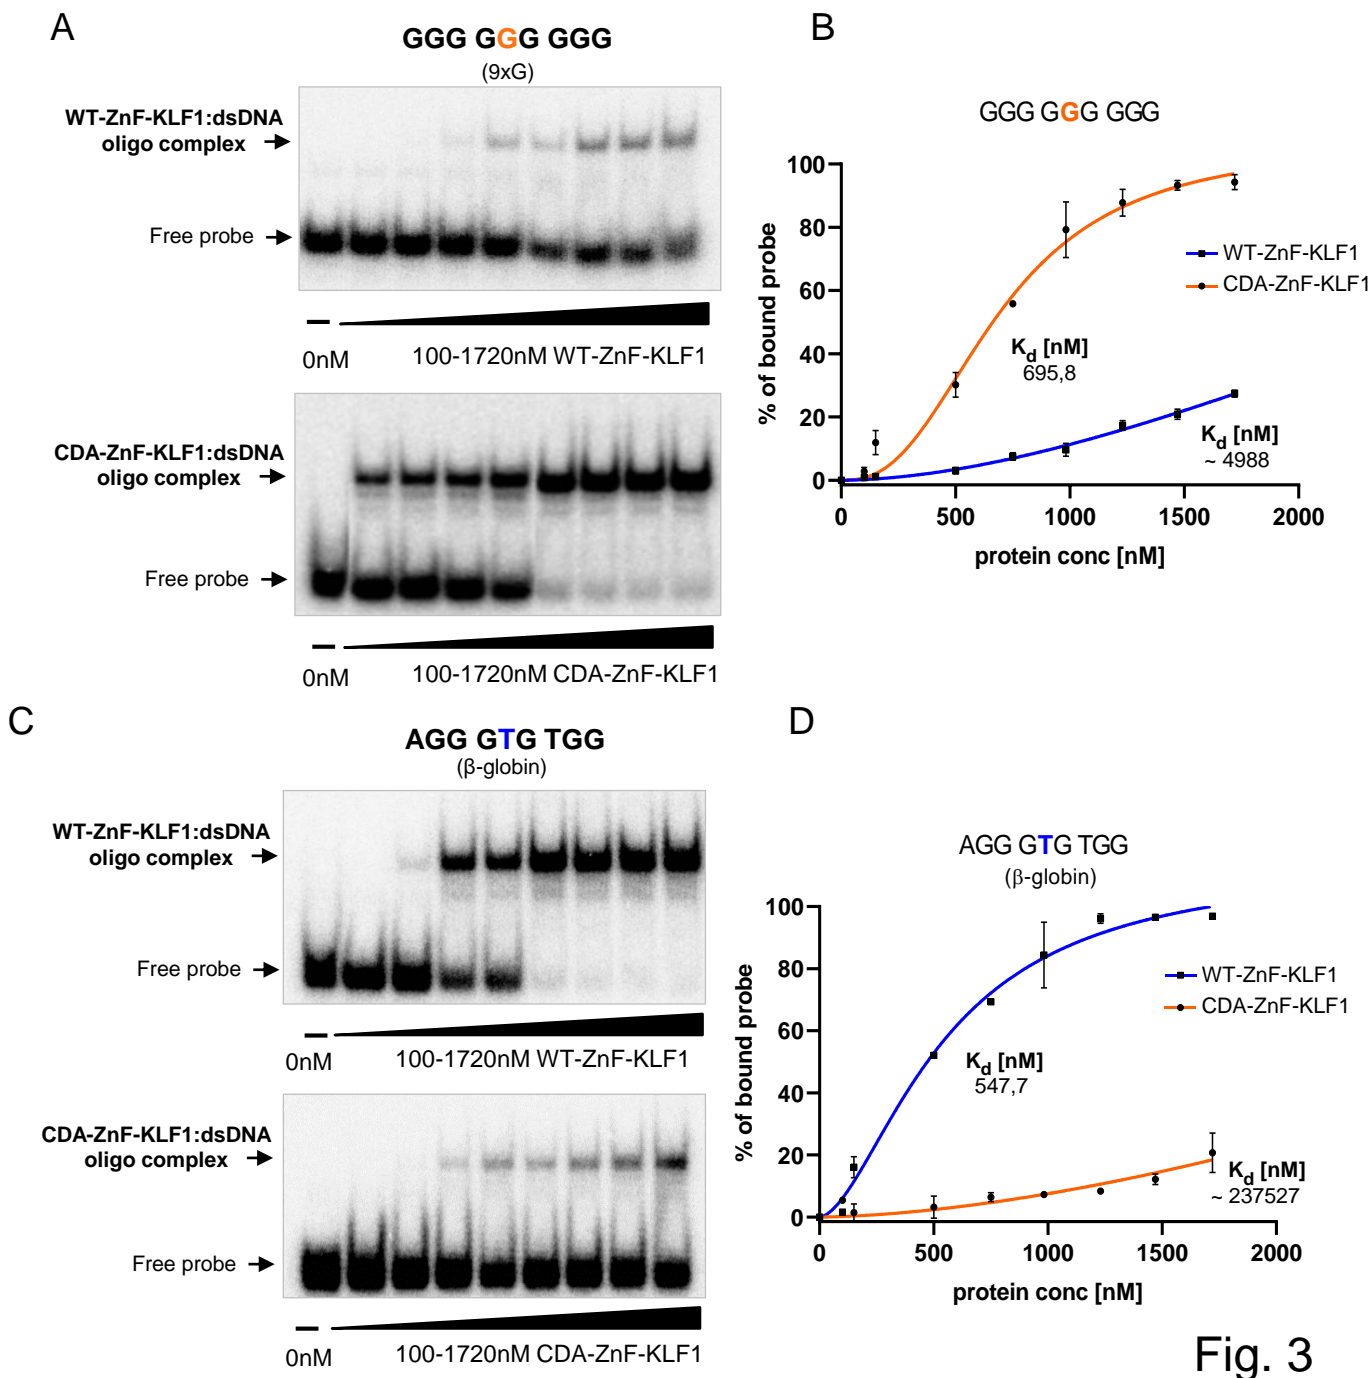 A
GGG GGG GGG
(9xG)
WT-ZnF-KLF1:dsDNA
oligo complex
Free probe
0nM
100-1720nM WT-ZnF-KLF1
CDA-ZnF-KLF1:dsDNA
oligo complex
Free probe
0nM
100-1720nM CDA-ZnF-KLF1
B
GGG GGG GGG
% of bound probe
100
80
60
40
20
0
0
500
1000
1500
2000
protein conc [nM]
WT-ZnF-KLF1
CDA-ZnF-KLF1
Kd [nM]
695,8
Kd [nM]
~ 4988
C
AGG GTG TGG
(β-globin)
WT-ZnF-KLF1:dsDNA
oligo complex
Free probe
0nM
100-1720nM WT-ZnF-KLF1
CDA-ZnF-KLF1:dsDNA
oligo complex
Free probe
0nM
100-1720nM CDA-ZnF-KLF1
D
AGG GTG TGG
(β-globin)
% of bound probe
100
80
60
40
20
0
0
500
1000
1500
2000
protein conc [nM]
WT-ZnF-KLF1
CDA-ZnF-KLF1
Kd [nM]
547,7
Kd [nM]
~ 237527
Fig. 3